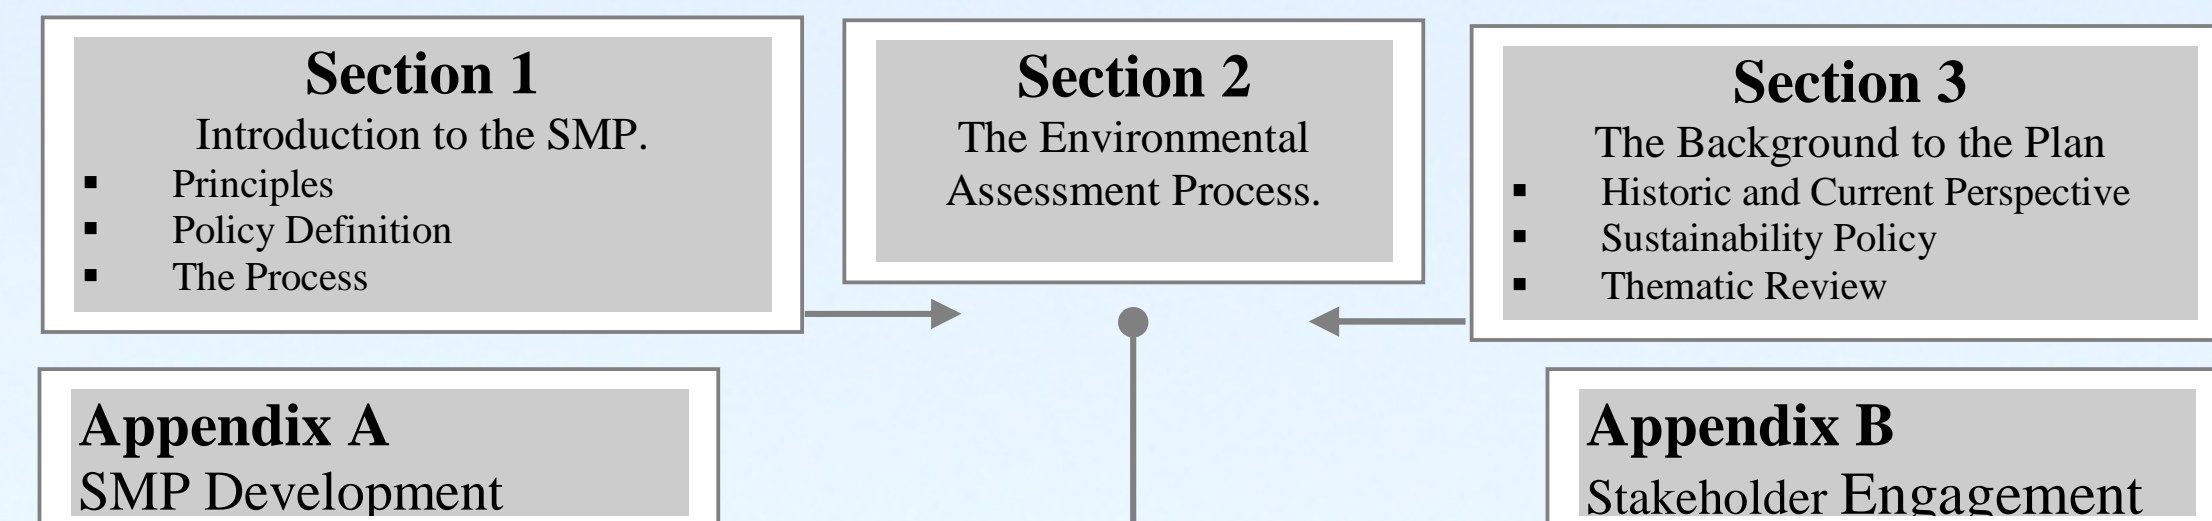 Section 1
Introduction to the SMP.
▪ Principles
▪ Policy Definition
▪ The Process
Section 2
The Environmental
Assessment Process.
Section 3
The Background to the Plan
▪ Historic and Current Perspective
▪ Sustainability Policy
▪ Thematic Review
Appendix A
SMP Development
Appendix B
Stakeholder Engagement